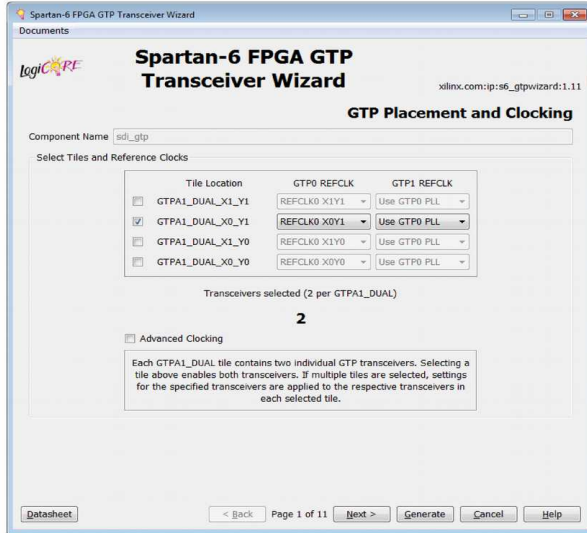 Spartan-6 FPGA GTP Transceiver Wizard
Documents
LogiCORE
Spartan-6 FPGA GTP
Transceiver Wizard
xilinx.com:ip:s6_gtpwizard:1.11
GTP Placement and Clocking
Component Name sdi_gtp
Select Tiles and Reference Clocks
Tile Location GTP0 REFCLK GTP1 REFCLK
GTPA1_DUAL_X1_Y1 REFCLK0 X1Y1 Use GTP0 PLL
GTPA1_DUAL_X0_Y1 REFCLK0 X0Y1 Use GTP0 PLL
GTPA1_DUAL_X1_Y0 REFCLK0 X1Y0 Use GTP0 PLL
GTPA1_DUAL_X0_Y0 REFCLK0 X0Y0 Use GTP0 PLL
Transceivers selected (2 per GTPA1_DUAL)
2
Advanced Clocking
Each GTPA1_DUAL tile contains two individual GTP transceivers. Selecting a
tile above enables both transceivers. If multiple tiles are selected, settings
for the specified transceivers are applied to the respective transceivers in
each selected tile.
Datasheet < Back Page 1 of 11 Next > Generate Cancel Help